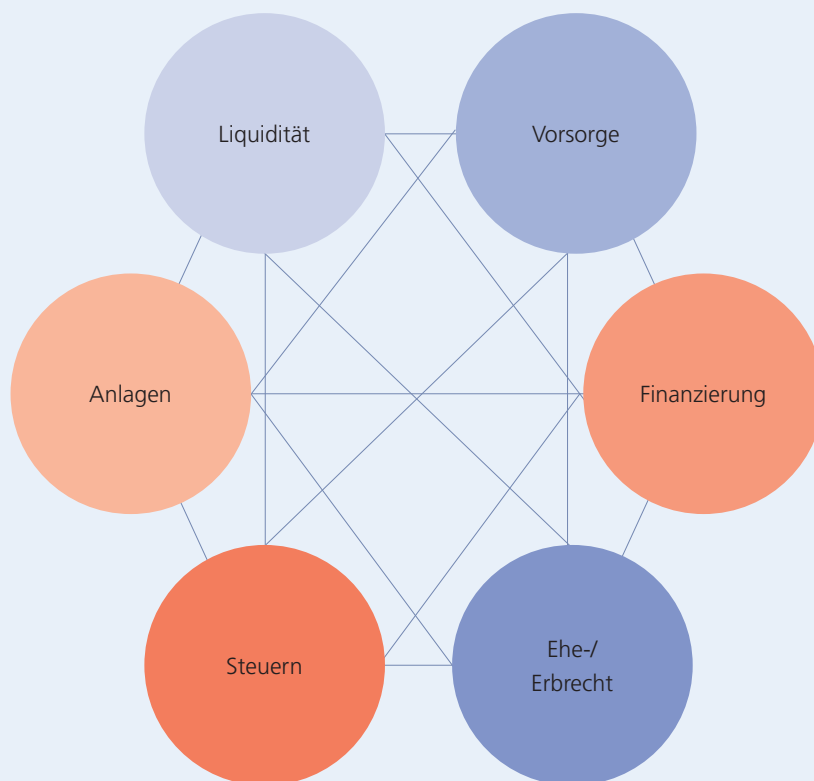 Liquidität
Vorsorge
Anlagen
Finanzierung
Steuern
Ehe-/
Erbrecht